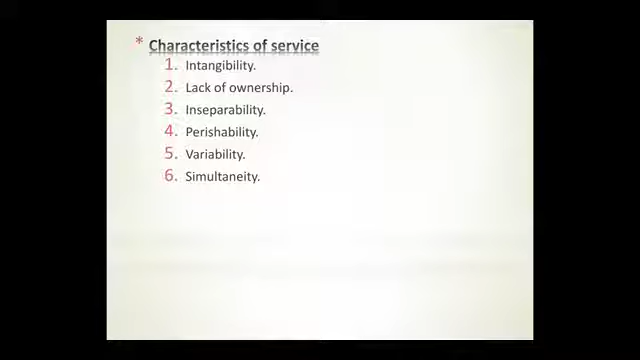 * Characteristics of service
1. Intangibility.
2. Lack of ownership.
3. Inseparability.
4. Perishability.
5. Variability.
6. Simultaneity.